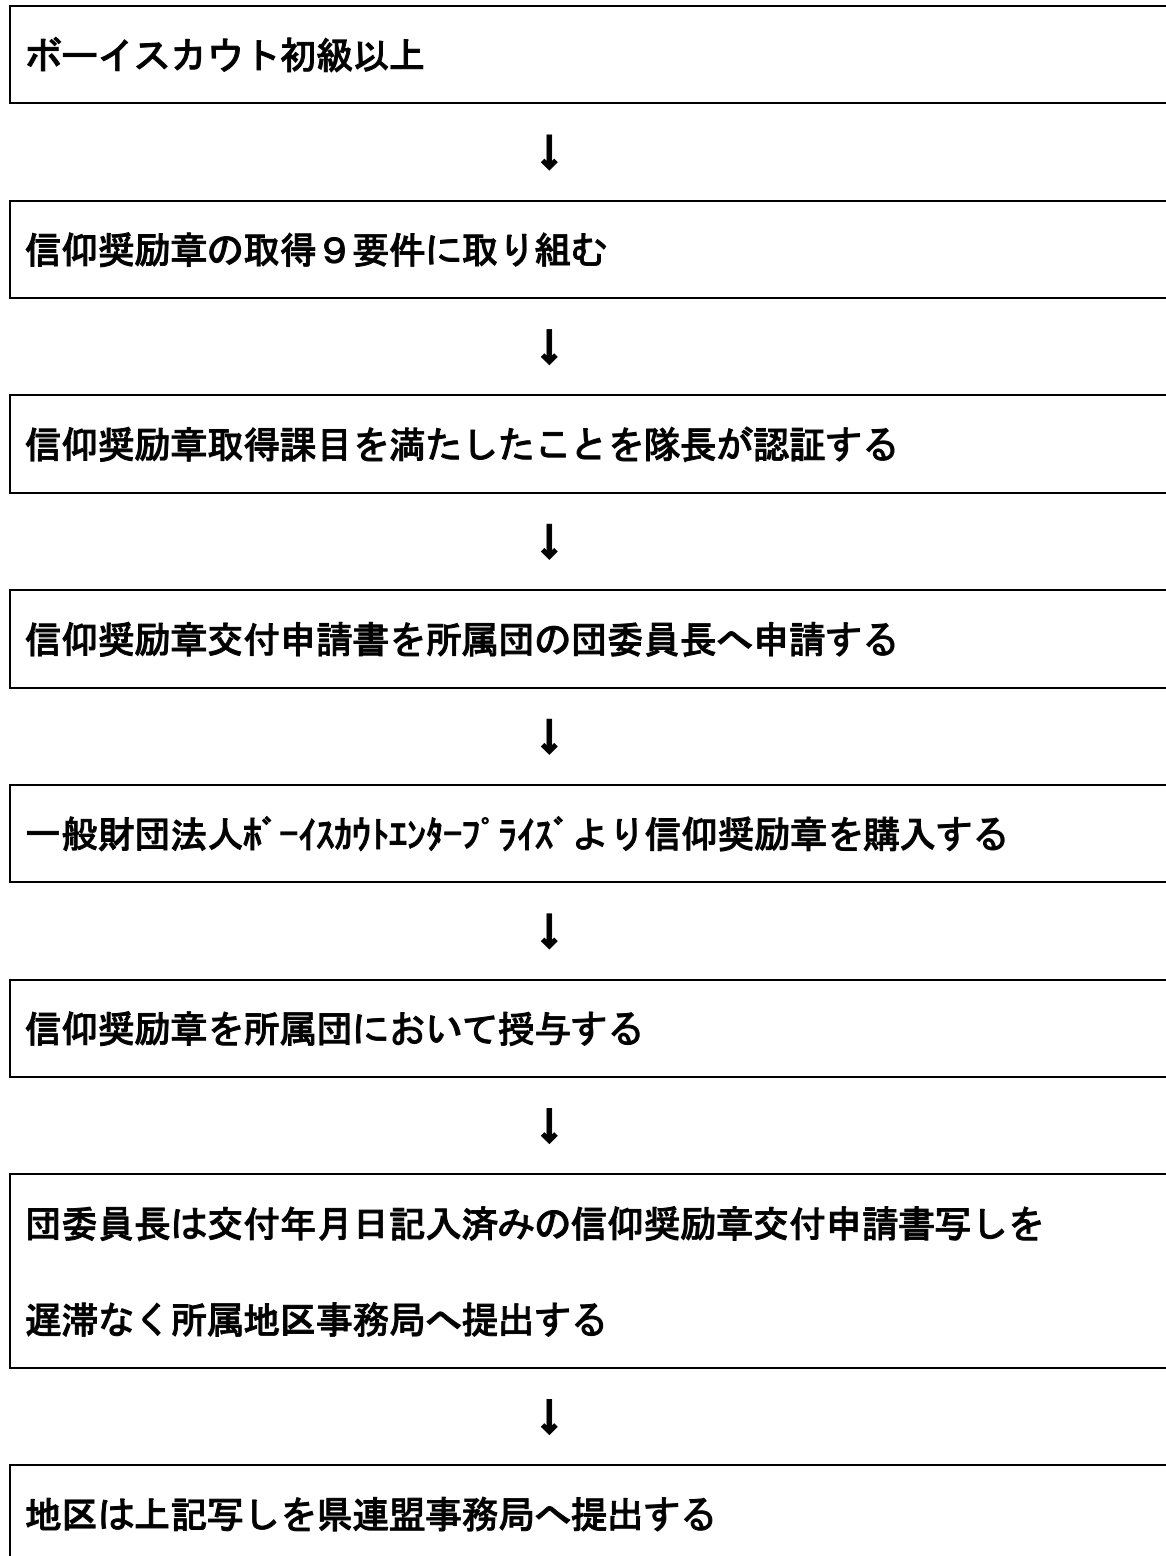 ボーイスカウト初級以上
↓
信仰奨励章の取得９要件に取り組む
↓
信仰奨励章取得課目を満たしたことを隊長が認証する
↓
信仰奨励章交付申請書を所属団の団委員長へ申請する
↓
一般財団法人ﾎﾞｰｲｽｶｳﾄｴﾝﾀｰﾌﾟﾗｲｽﾞより信仰奨励章を購入する
↓
信仰奨励章を所属団において授与する
↓
団委員長は交付年月日記入済みの信仰奨励章交付申請書写しを
遅滞なく所属地区事務局へ提出する
↓
地区は上記写しを県連盟事務局へ提出する